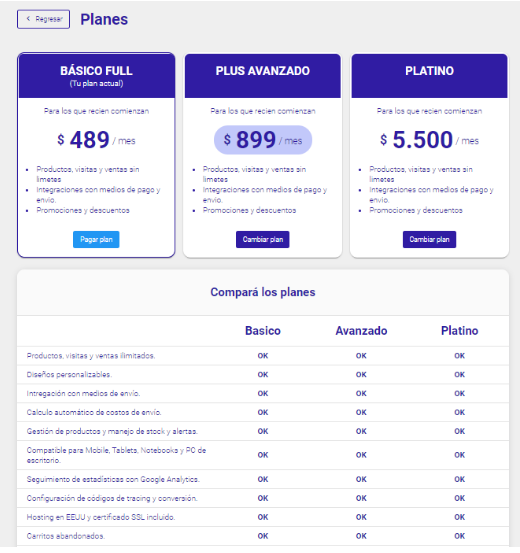 < Regresar Planes
BÁSICO FULL
(Tu plan actual)
Para los que recien comienzan
$ 489 / mes
Productos, visitas y ventas sin
limetes
Integraciones con medios de pago y
envío.
Promociones y descuentos
Pagar plan
PLUS AVANZADO
Para los que recien comienzan
$ 899 / mes
Productos, visitas y ventas sin
limetes
Integraciones con medios de pago y
envío.
Promociones y descuentos
Cambiar plan
PLATINO
Para los que recien comienzan
$ 5.500 / mes
Productos, visitas y ventas sin
limetes
Integraciones con medios de pago y
envío.
Promociones y descuentos
Cambiar plan
Compará los planes
Basico Avanzado Platino
Productos, visitas y ventas ilimitados. OK OK OK
Diseños personalizables. OK OK OK
Intregación con medios de envío. OK OK OK
Calculo automático de costos de envío. OK OK OK
Gestión de productos y manejo de stock y alertas. OK OK OK
Compatible para Mobile, Tablets, Notebooks y PC de
escritorio. OK OK OK
Seguimiento de estadísticas con Google Analytics. OK OK OK
Configuración de códigos de tracing y conversión. OK OK OK
Hosting en EEUU y certificado SSL incluido. OK OK OK
Carritos abandonados. OK OK OK